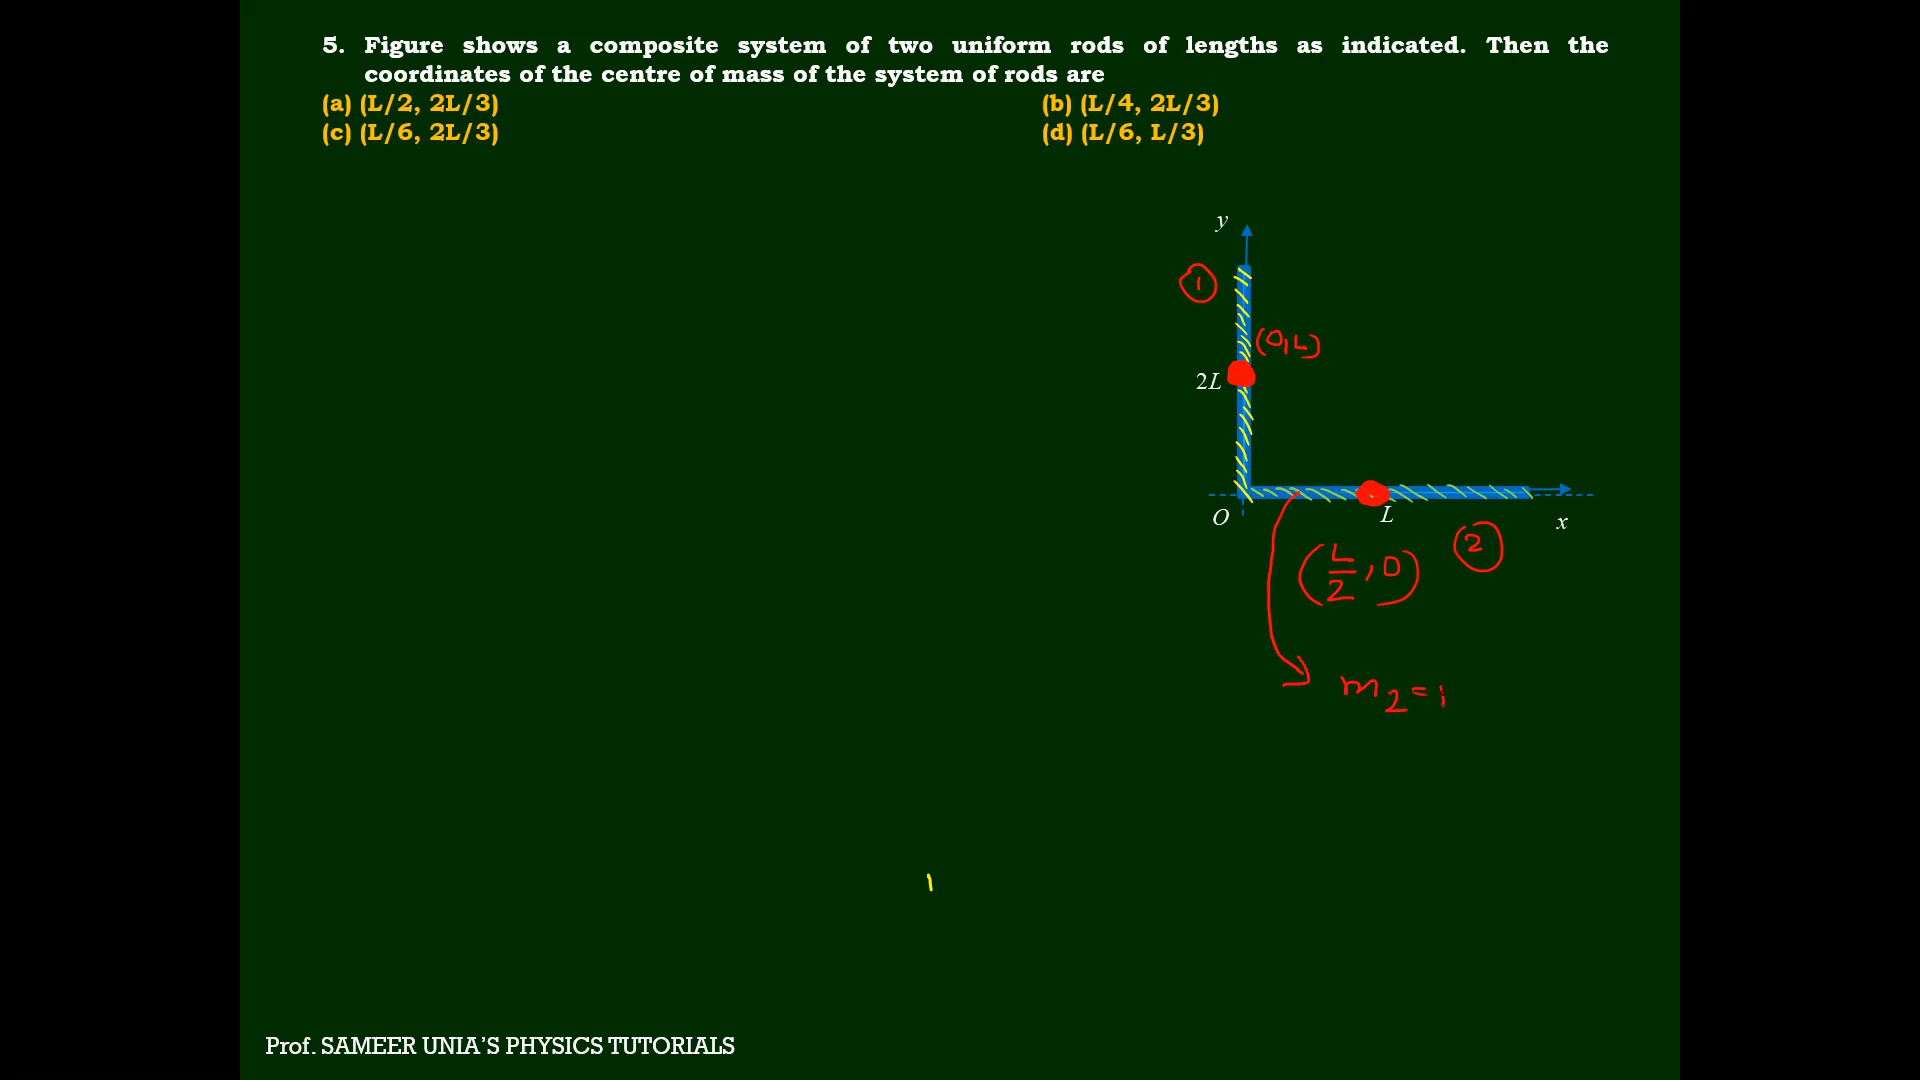 5. Figure shows a composite system of two uniform rods of lengths as indicated. Then the
coordinates of the centre of mass of the system of rods are
(a) (L/2, 2L/3) (b) (L/4, 2L/3)
(c) (L/6, 2L/3) (d) (L/6, L/3)
y
1
(0,L)
2L
O
L
x
2
(L/2, 0)
m2=1
1
Prof. SAMEER UNIA’S PHYSICS TUTORIALS